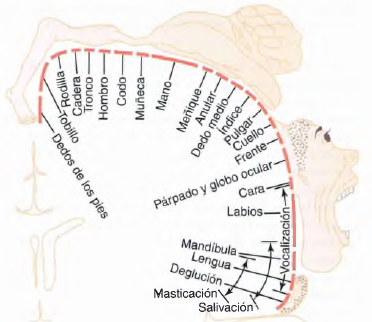 Dedos de los pies
Tobillo
Rodilla
Cadera
Tronco
Hombro
Codo
Muñeca
Mano
Meñique
Anular
Dedo medio
Índice
Pulgar
Cuello
Frente
Párpado y globo ocular
Cara
Labios
Vocalización
Mandíbula
Lengua
Deglución
Masticación
Salivación